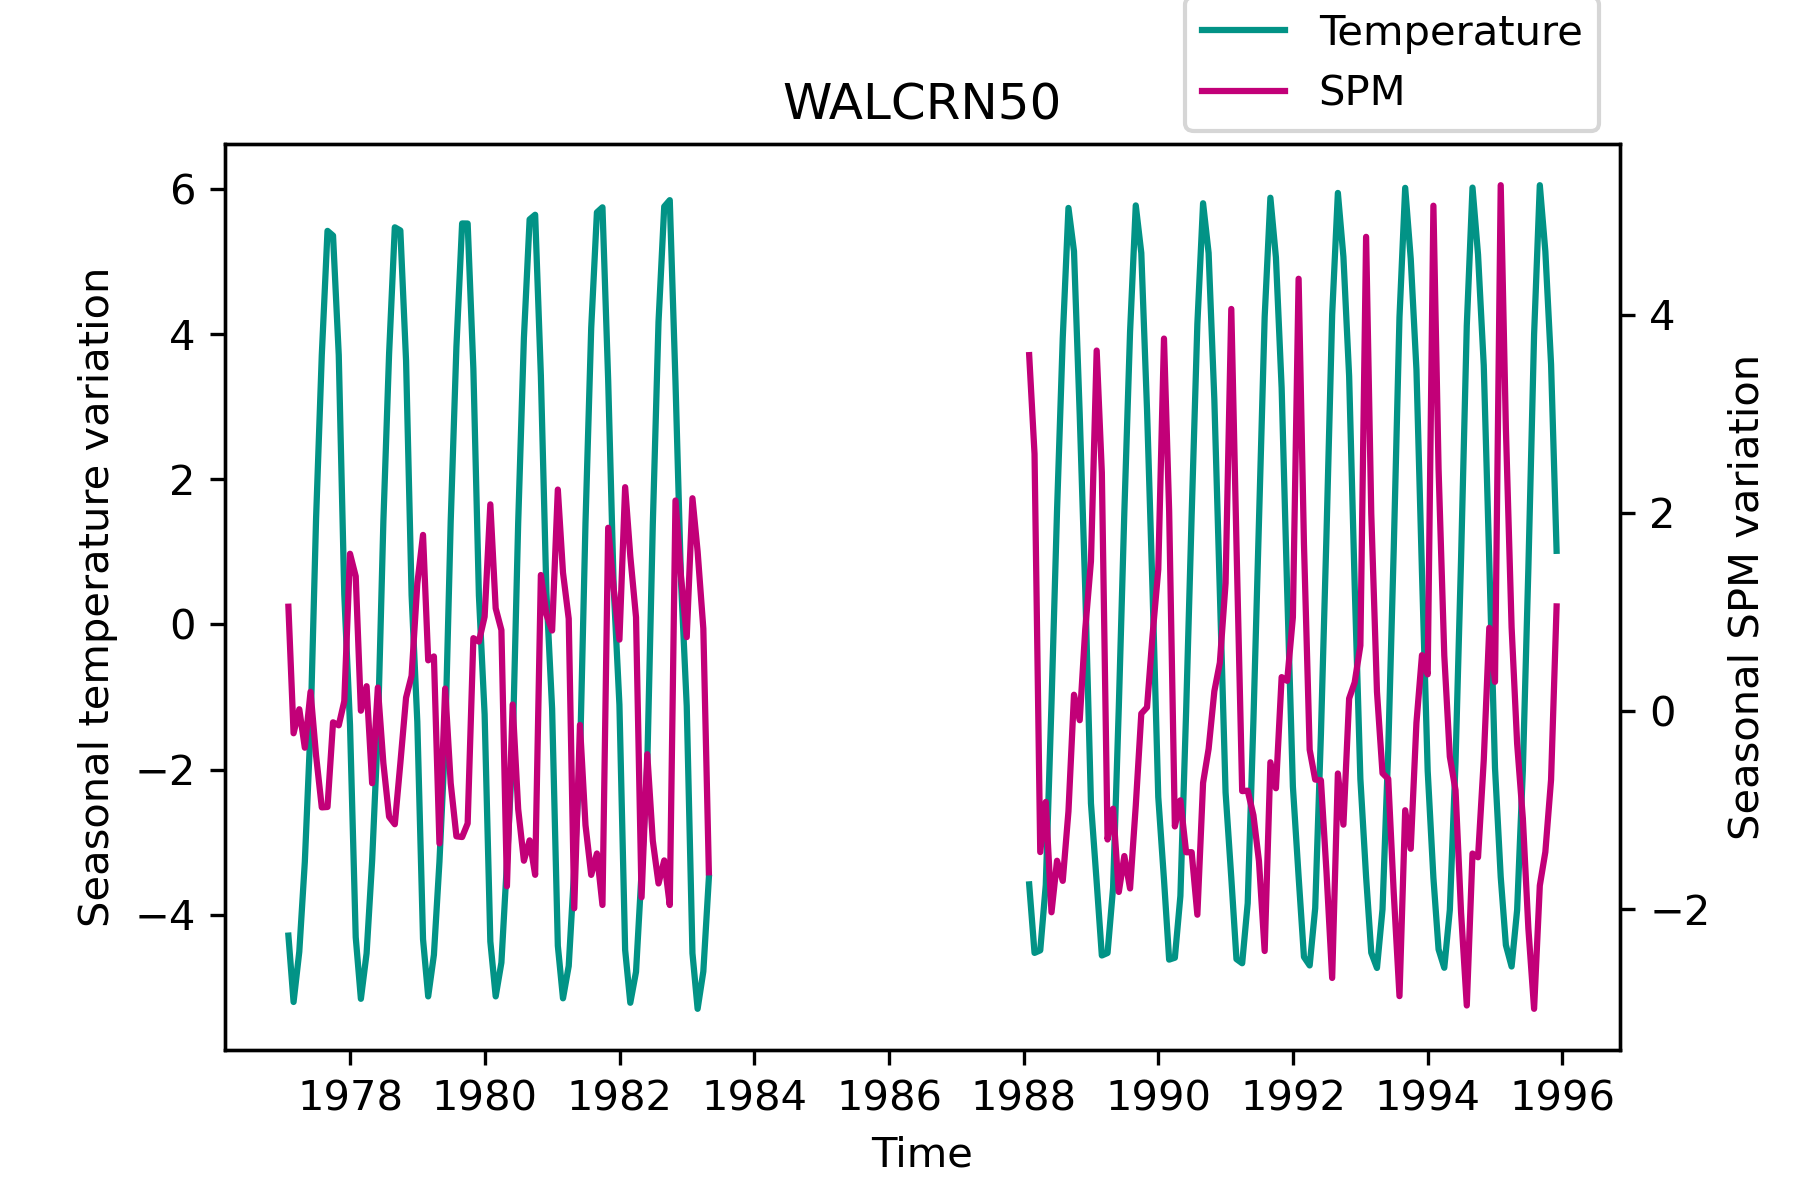 Temperature
SPM
WALCRN50
Seasonal temperature variation
6
4
2
0
−2
−4
4
2
0
−2
Seasonal SPM variation
1978 1980 1982 1984 1986 1988 1990 1992 1994 1996
Time